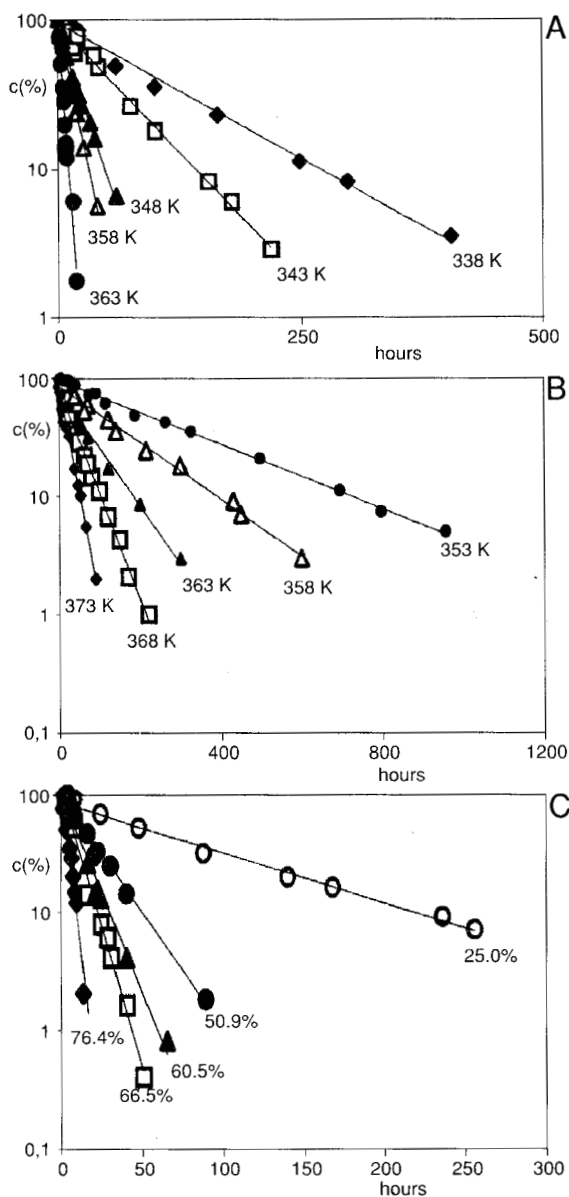 100
A
c(%)
10
348 K
358 K
338 K
343 K
363 K
1
0
250
500
hours
100
B
c(%)
10
353 K
363 K
358 K
373 K
1
368 K
0,1
0
400
800
1200
hours
100
C
c(%)
10
25.0%
50.9%
1
76.4%
60.5%
66.5%
0,1
0
50
100
150
200
250
300
hours